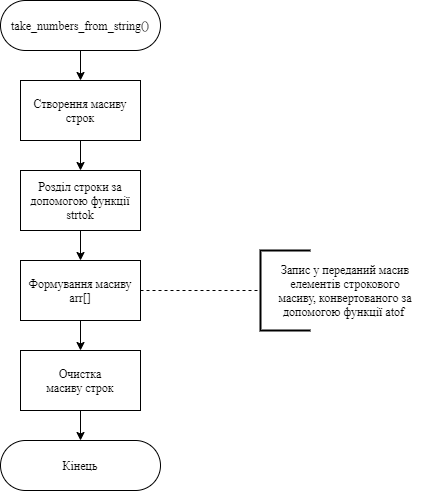 take_numbers_from_string()
Створення масиву
строк
Розділ строки за
допомогою функції
strtok
Формування масиву
arr[]
Запис у переданий масив
елементів строкового
масиву, конвертованого за
допомогою функції atof
Очистка
масиву строк
Кінець